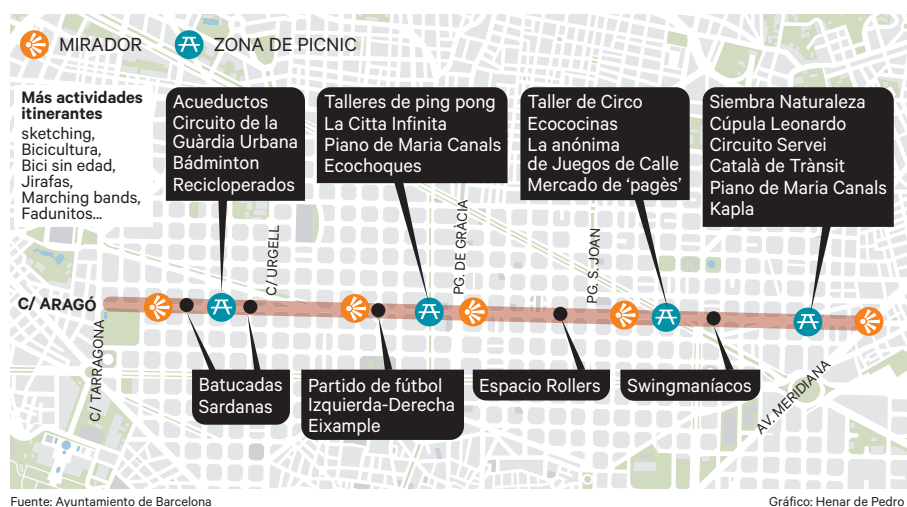 MIRADOR
ZONA DE PICNIC
Más actividades
itinerantes
sketching,
Bicicultura,
Bici sin edad,
Jirafas,
Marching bands,
Fadunitos...
Acueductos
Circuito de la
Guàrdia Urbana
Bádminton
Recicloperados
Talleres de ping pong
La Citta Infinita
Piano de Maria Canals
Ecochoques
Taller de Circo
Ecococinas
La anónima
de Juegos de Calle
Mercado de ‘pagès’
Siembra Naturaleza
Cúpula Leonardo
Circuito Servei
Català de Trànsit
Piano de Maria Canals
Kapla
C/ URGELL
PG. DE GRÀCIA
PG. S. JOAN
C/ ARAGÓ
C/ TARRAGONA
AV. MERIDIANA
Batucadas
Sardanas
Partido de fútbol
Izquierda-Derecha
Eixample
Espacio Rollers
Swingmaníacos
Fuente: Ayuntamiento de Barcelona
Gráfico: Henar de Pedro